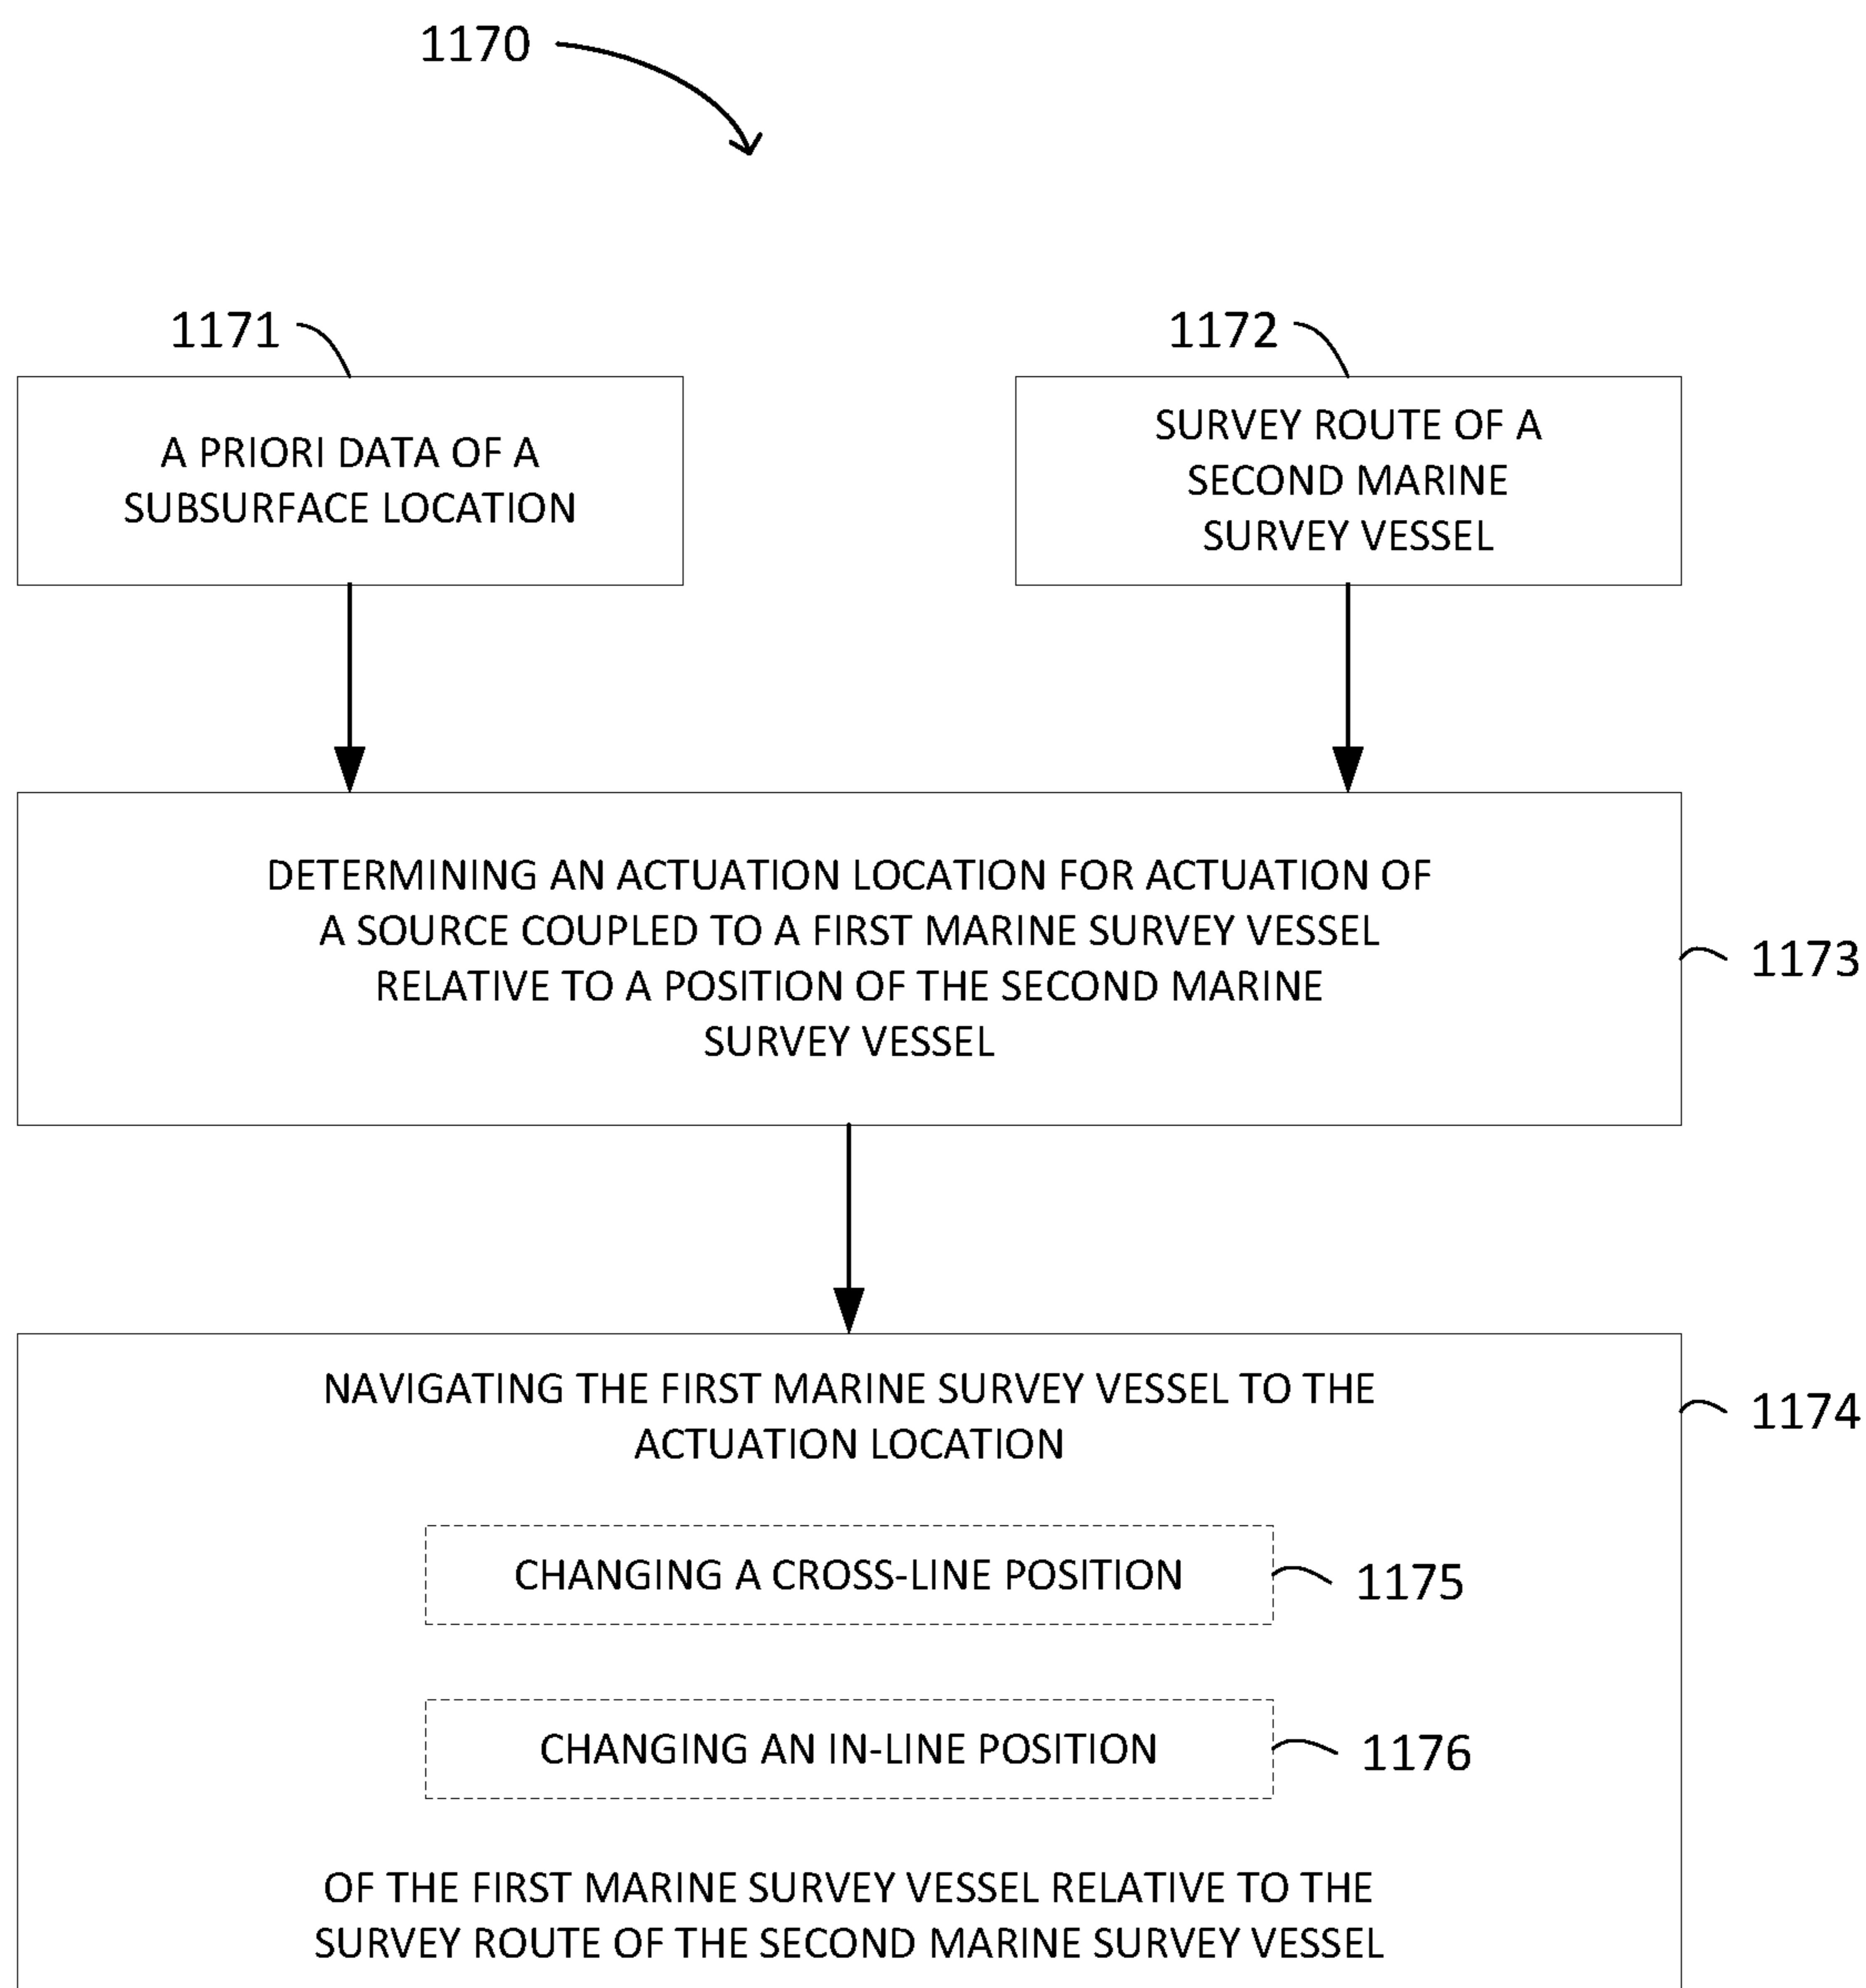 1170
1171
A PRIORI DATA OF A
SUBSURFACE LOCATION
1172
SURVEY ROUTE OF A
SECOND MARINE
SURVEY VESSEL
DETERMINING AN ACTUATION LOCATION FOR ACTUATION OF
A SOURCE COUPLED TO A FIRST MARINE SURVEY VESSEL
RELATIVE TO A POSITION OF THE SECOND MARINE
SURVEY VESSEL
1173
NAVIGATING THE FIRST MARINE SURVEY VESSEL TO THE
ACTUATION LOCATION
1174
CHANGING A CROSS-LINE POSITION
1175
CHANGING AN IN-LINE POSITION
1176
OF THE FIRST MARINE SURVEY VESSEL RELATIVE TO THE
SURVEY ROUTE OF THE SECOND MARINE SURVEY VESSEL